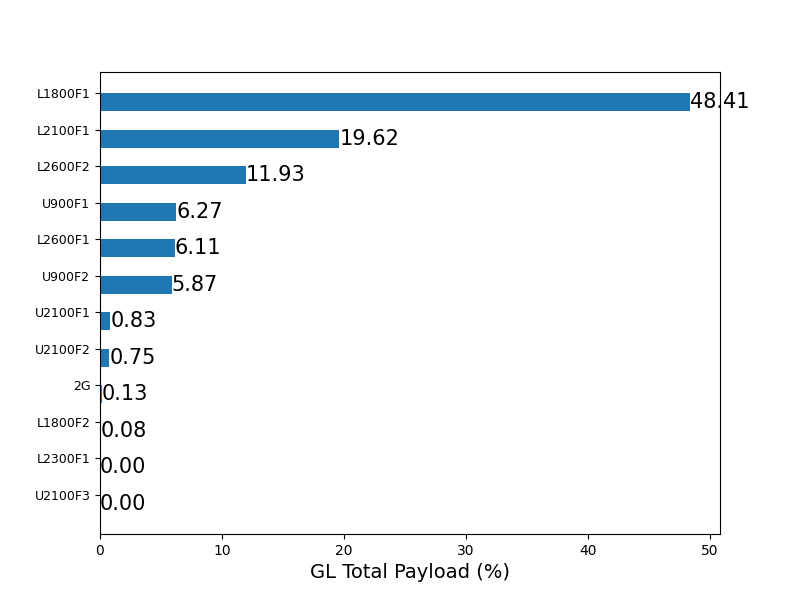 L1800F1 48.41
L2100F1 19.62
L2600F2 11.93
U900F1 6.27
L2600F1 6.11
U900F2 5.87
U2100F1 0.83
U2100F2 0.75
2G 0.13
L1800F2 0.08
L2300F1 0.00
U2100F3 0.00
0 10 20 30 40 50
GL Total Payload (%)